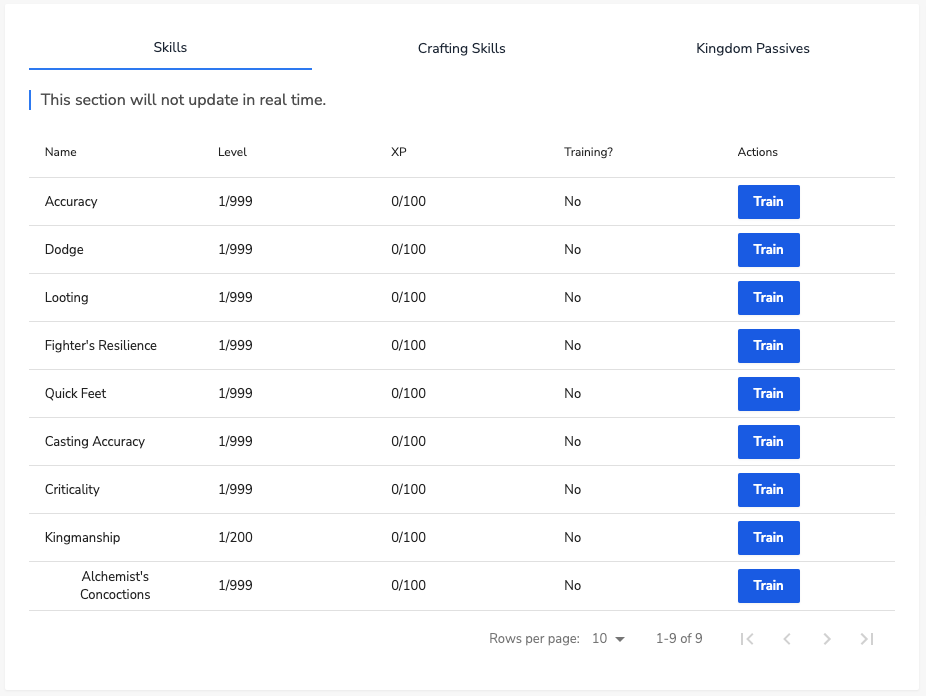 Skills Crafting Skills Kingdom Passives
This section will not update in real time.
Name Level XP Training? Actions
Accuracy 1/999 0/100 No Train
Dodge 1/999 0/100 No Train
Looting 1/999 0/100 No Train
Fighter's Resilience 1/999 0/100 No Train
Quick Feet 1/999 0/100 No Train
Casting Accuracy 1/999 0/100 No Train
Criticality 1/999 0/100 No Train
Kingmanship 1/200 0/100 No Train
Alchemist's
Concoctions 1/999 0/100 No Train
Rows per page: 10 1-9 of 9